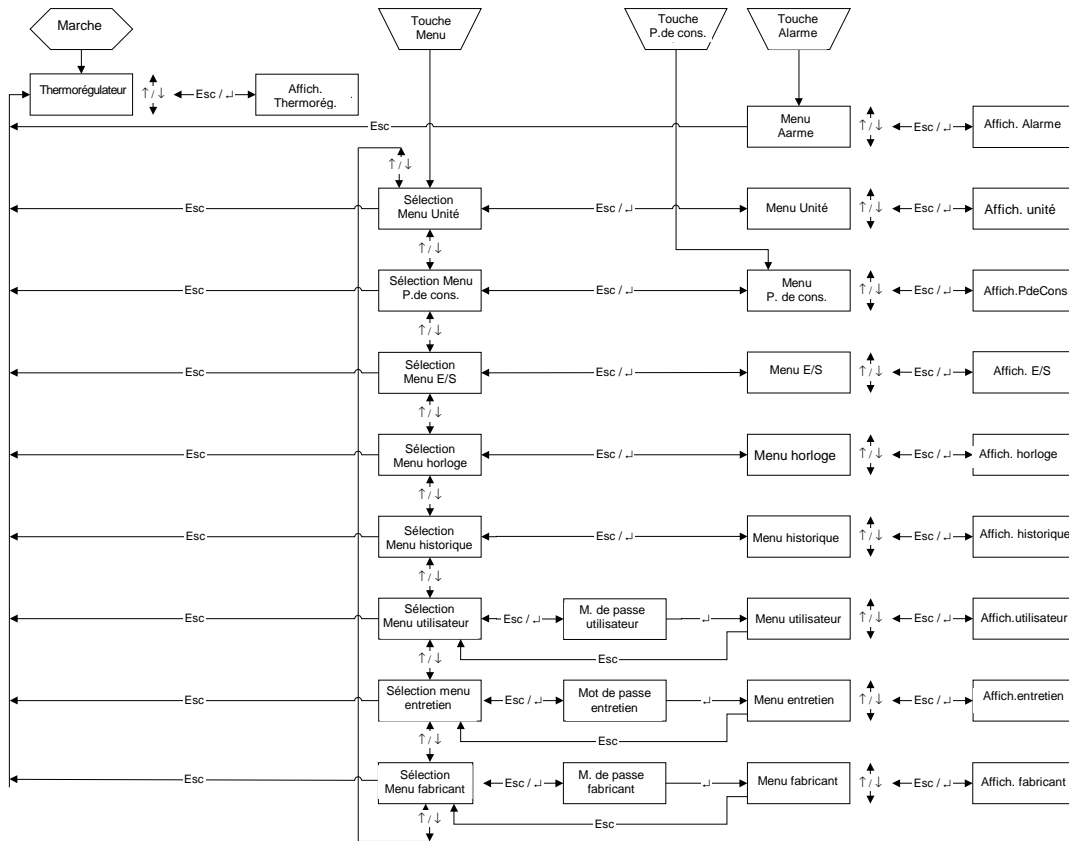 Marche
Touche
Menu
Touche
P.de cons.
Touche
Alarme
Thermorégulateur
↑/↓
Esc / ↵
Affich.
Thermorég.
Esc
Menu
Aarme
↑/↓
Esc / ↵
Affich. Alarme
↑/↓
Esc
Sélection
Menu Unité
Esc / ↵
Menu Unité
↑/↓
Esc / ↵
Affich. unité
↑/↓
Esc
Sélection Menu
P.de cons.
Esc / ↵
Menu
P. de cons.
↑/↓
Esc / ↵
Affich.PdeCons
↑/↓
Esc
Sélection
Menu E/S
Esc / ↵
Menu E/S
↑/↓
Esc / ↵
Affich. E/S
↑/↓
Esc
Sélection
Menu horloge
Esc / ↵
Menu horloge
↑/↓
Esc / ↵
Affich. horloge
↑/↓
Esc
Sélection
Menu historique
Esc / ↵
Menu historique
↑/↓
Esc / ↵
Affich. historique
↑/↓
Esc
Sélection
Menu utilisateur
Esc / ↵
M. de passe
utilisateur
↵
Menu utilisateur
↑/↓
Esc / ↵
Affich.utilisateur
Esc
↑/↓
Esc
Sélection menu
entretien
Esc / ↵
Mot de passe
entretien
↵
Menu entretien
↑/↓
Esc / ↵
Affich.entretien
Esc
↑/↓
Esc
Sélection
Menu fabricant
Esc / ↵
M. de passe
fabricant
↵
Menu fabricant
↑/↓
Esc / ↵
Affich. fabricant
Esc
↑/↓